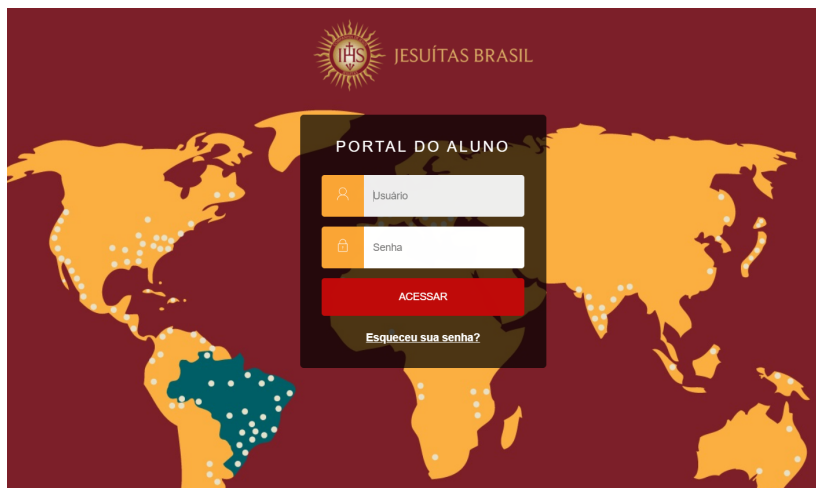 IHS
JESUÍTAS BRASIL
PORTAL DO ALUNO
Usuário
Senha
ACESSAR
Esqueceu sua senha?